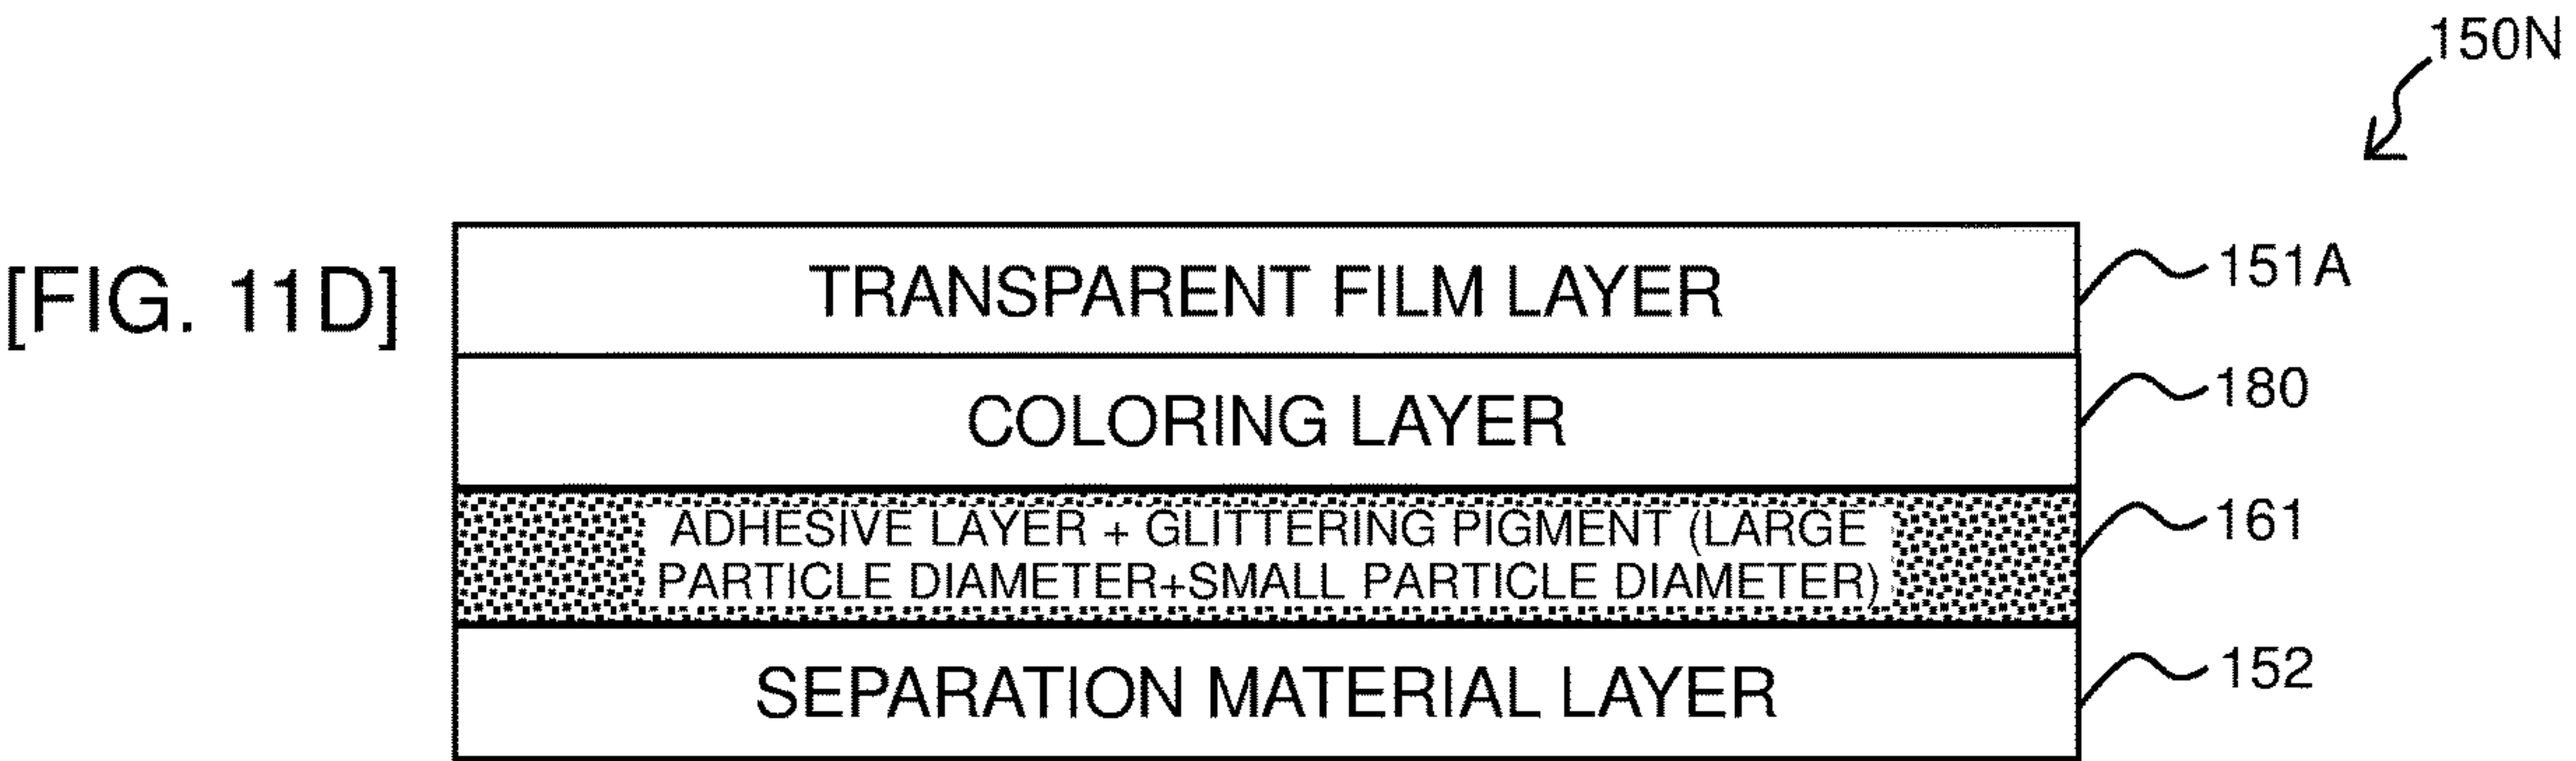 150N
[FIG. 11D]
TRANSPARENT FILM LAYER
151A
COLORING LAYER
180
ADHESIVE LAYER + GLITTERING PIGMENT (LARGE
PARTICLE DIAMETER+SMALL PARTICLE DIAMETER)
161
SEPARATION MATERIAL LAYER
152